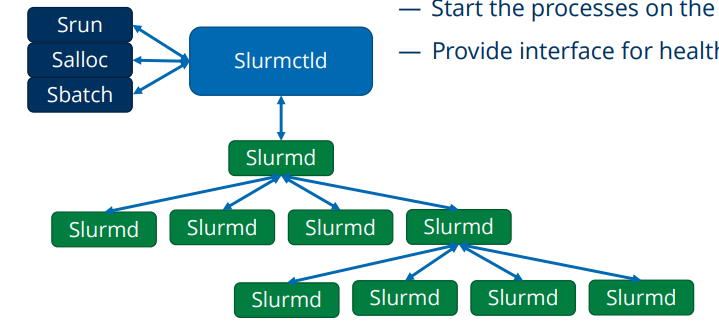 Srun
Salloc
Sbatch
Slurmctld
— Start the processes on the
— Provide interface for health
Slurmd
Slurmd Slurmd Slurmd Slurmd
Slurmd Slurmd Slurmd Slurmd